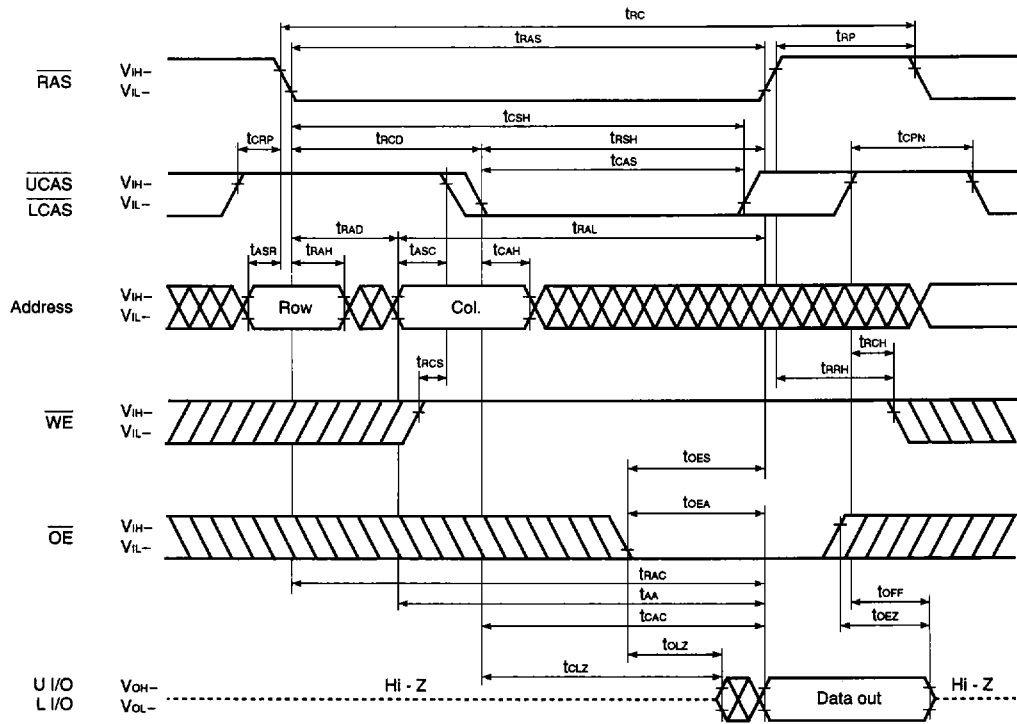 tRC
tRAS
tRP
RAS
VIH–
VIL–
tCSH
tCRP
tRCD
tRSH
tCPN
tCAS
UCAS
LCAS
VIH–
VIL–
tRAD
tRAL
tASR
tRAH
tASC
tCAH
Address
VIH–
VIL–
Row
Col.
tRCH
tRCS
tRRH
WE
VIH–
VIL–
tOES
tOEA
OE
VIH–
VIL–
tRAC
tAA
tOFF
tCAC
tOEZ
tOLZ
tCLZ
U I/O
L I/O
VOH–
VOL–
Hi - Z
Data out
Hi - Z